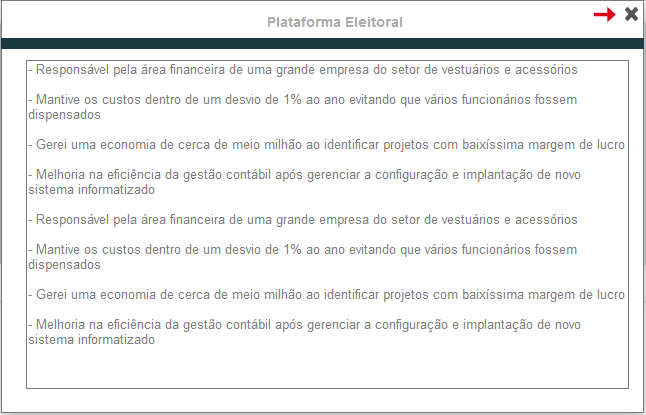 Plataforma Eleitoral
- Responsável pela área financeira de uma grande empresa do setor de vestuários e acessórios
- Mantive os custos dentro de um desvio de 1% ao ano evitando que vários funcionários fossem
dispensados
- Gerei uma economia de cerca de meio milhão ao identificar projetos com baixíssima margem de lucro
- Melhoria na eficiência da gestão contábil após gerenciar a configuração e implantação de novo
sistema informatizado
- Responsável pela área financeira de uma grande empresa do setor de vestuários e acessórios
- Mantive os custos dentro de um desvio de 1% ao ano evitando que vários funcionários fossem
dispensados
- Gerei uma economia de cerca de meio milhão ao identificar projetos com baixíssima margem de lucro
- Melhoria na eficiência da gestão contábil após gerenciar a configuração e implantação de novo
sistema informatizado